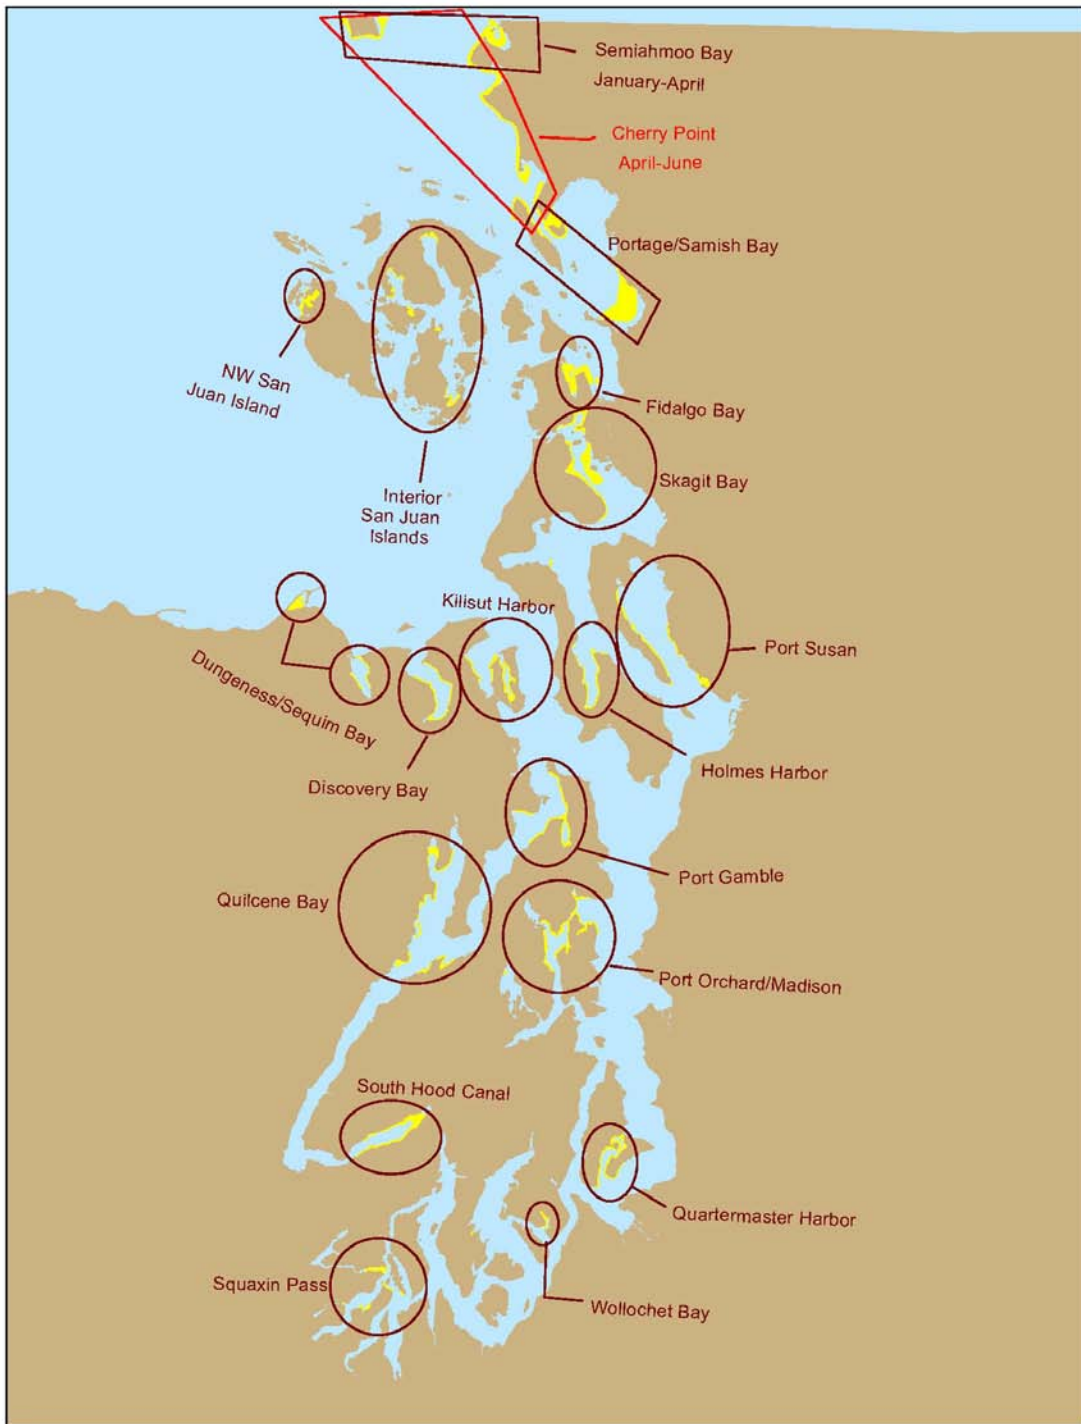 Semiahmoo Bay
January-April
Cherry Point
April-June
Portage/Samish Bay
NW San
Juan Island
Fidalgo Bay
Skagit Bay
Interior
San Juan
Islands
Kilisut Harbor
Port Susan
Dungeness/Sequim Bay
Holmes Harbor
Discovery Bay
Port Gamble
Quilcene Bay
Port Orchard/Madison
South Hood Canal
Quartermaster Harbor
Squaxin Pass
Wollochet Bay